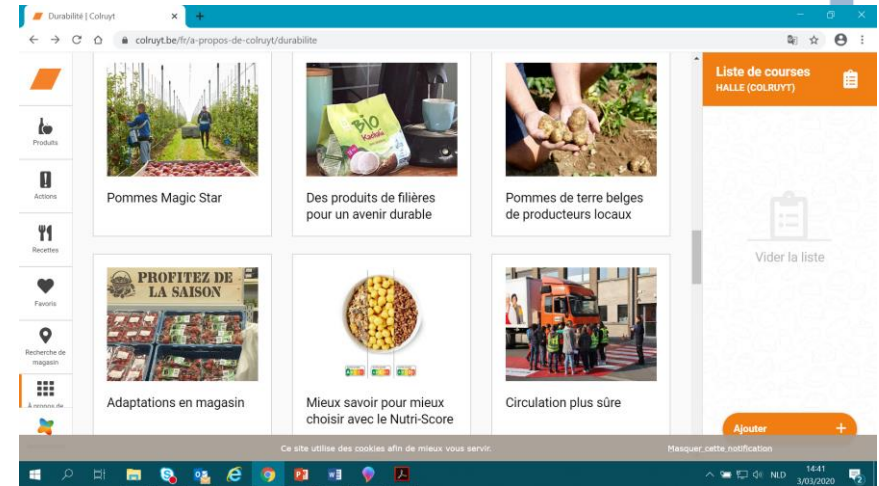 Durabilité | Colruyt
colruyt.be/fr/a-propos-de-colruyt/durabilite
Produits
Actions
Recettes
Favoris
Recherche de
magasin
À propos de
BIO
Pommes Magic Star
Des produits de filières
pour un avenir durable
Pommes de terre belges
de producteurs locaux
PROFITEZ DE
LA SAISON
Adaptations en magasin
Mieux savoir pour mieux
choisir avec le Nutri-Score
Circulation plus sûre
Liste de courses
HALLE (COLRUYT)
Vider la liste
Ajouter
Ce site utilise des cookies afin de mieux vous servir.
Masquer cette notification
NLD
14:41
3/03/2020